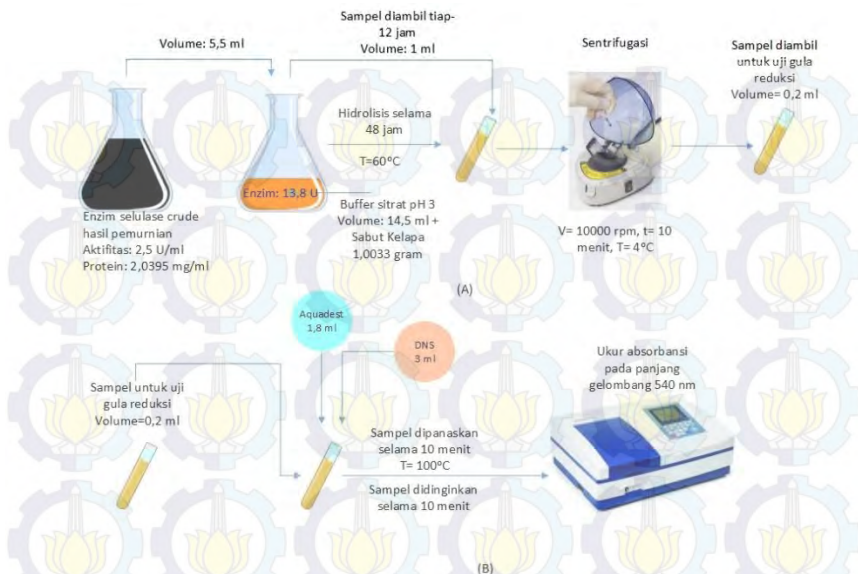 Volume: 5,5 ml
Sampel diambil tiap-
12 jam
Volume: 1 ml
Sentrifugasi
Sampel diambil
untuk uji gula
reduksi
Volume= 0,2 ml
Hidrolisis selama
48 jam
T=60°C
Enzim: 13,8 U
Enzim selulase crude
hasil pemurnian
Aktifitas: 2,5 U/ml
Protein: 2,0395 mg/ml
Buffer sitrat pH 3
Volume: 14,5 ml +
Sabut Kelapa
1,0033 gram
V= 10000 rpm, t= 10
menit, T= 4°C
(A)
Aquadest
1,8 ml
DNS
3 ml
Sampel untuk uji
gula reduksi
Volume=0,2 ml
Sampel dipanaskan
selama 10 menit
T= 100°C
Sampel didinginkan
selama 10 menit
Ukur absorbansi
pada panjang
gelombang 540 nm
(B)